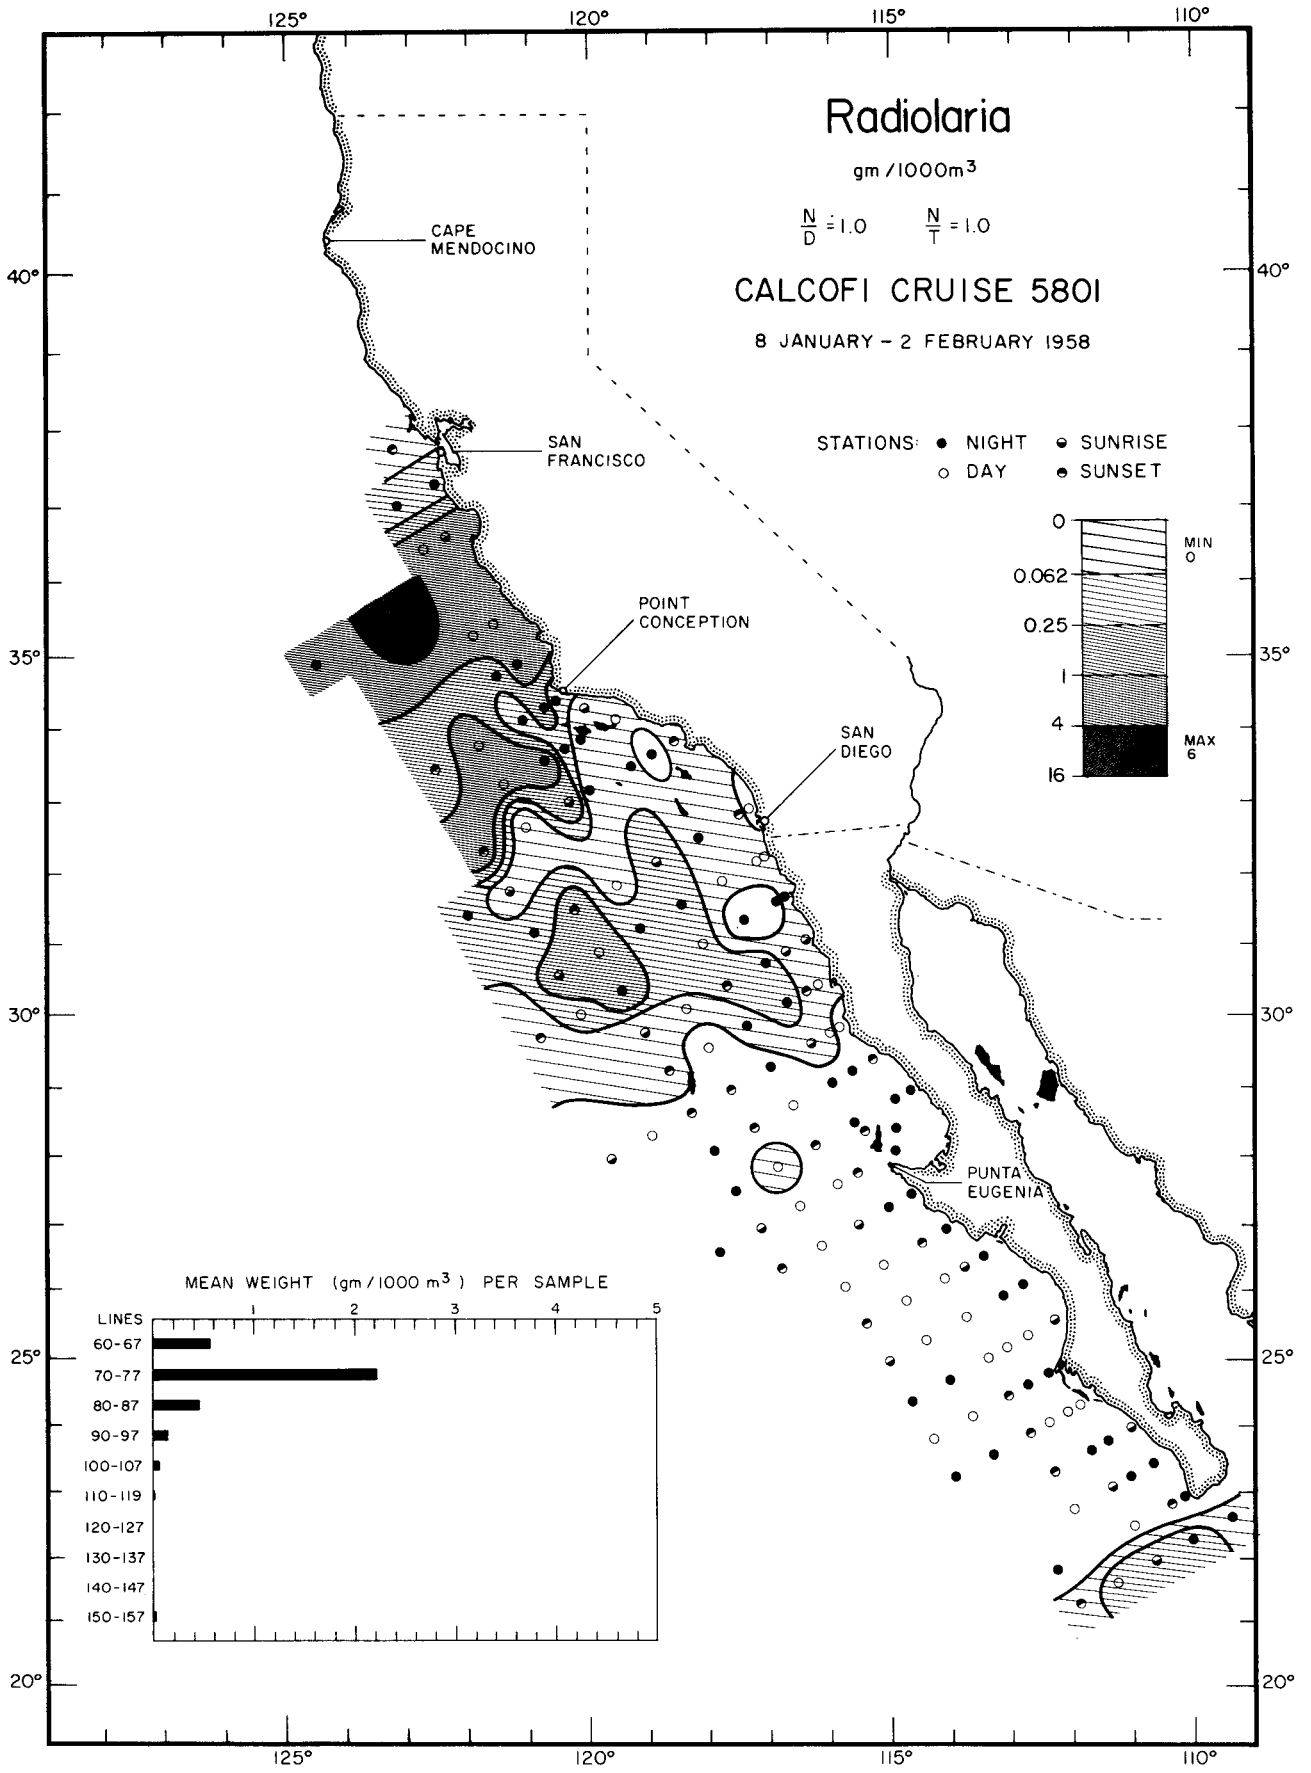 125° 120° 115° 110°
Radiolaria
gm/1000m³
N/D ≐ 1.0 N/T = 1.0
CALCOFI CRUISE 5801
8 JANUARY – 2 FEBRUARY 1958
CAPE
MENDOCINO
40° 40°
STATIONS: ● NIGHT SUNRISE
○ DAY SUNSET
SAN
FRANCISCO
0
MIN
0
0.062
0.25
1
4
MAX
6
16
POINT
CONCEPTION
35° 35°
SAN
DIEGO
30° 30°
PUNTA
EUGENIA
MEAN WEIGHT (gm/1000 m³) PER SAMPLE
LINES 1 2 3 4 5
60-67
70-77
80-87
90-97
100-107
110-119
120-127
130-137
140-147
150-157
25° 25°
20° 20°
125° 120° 115° 110°